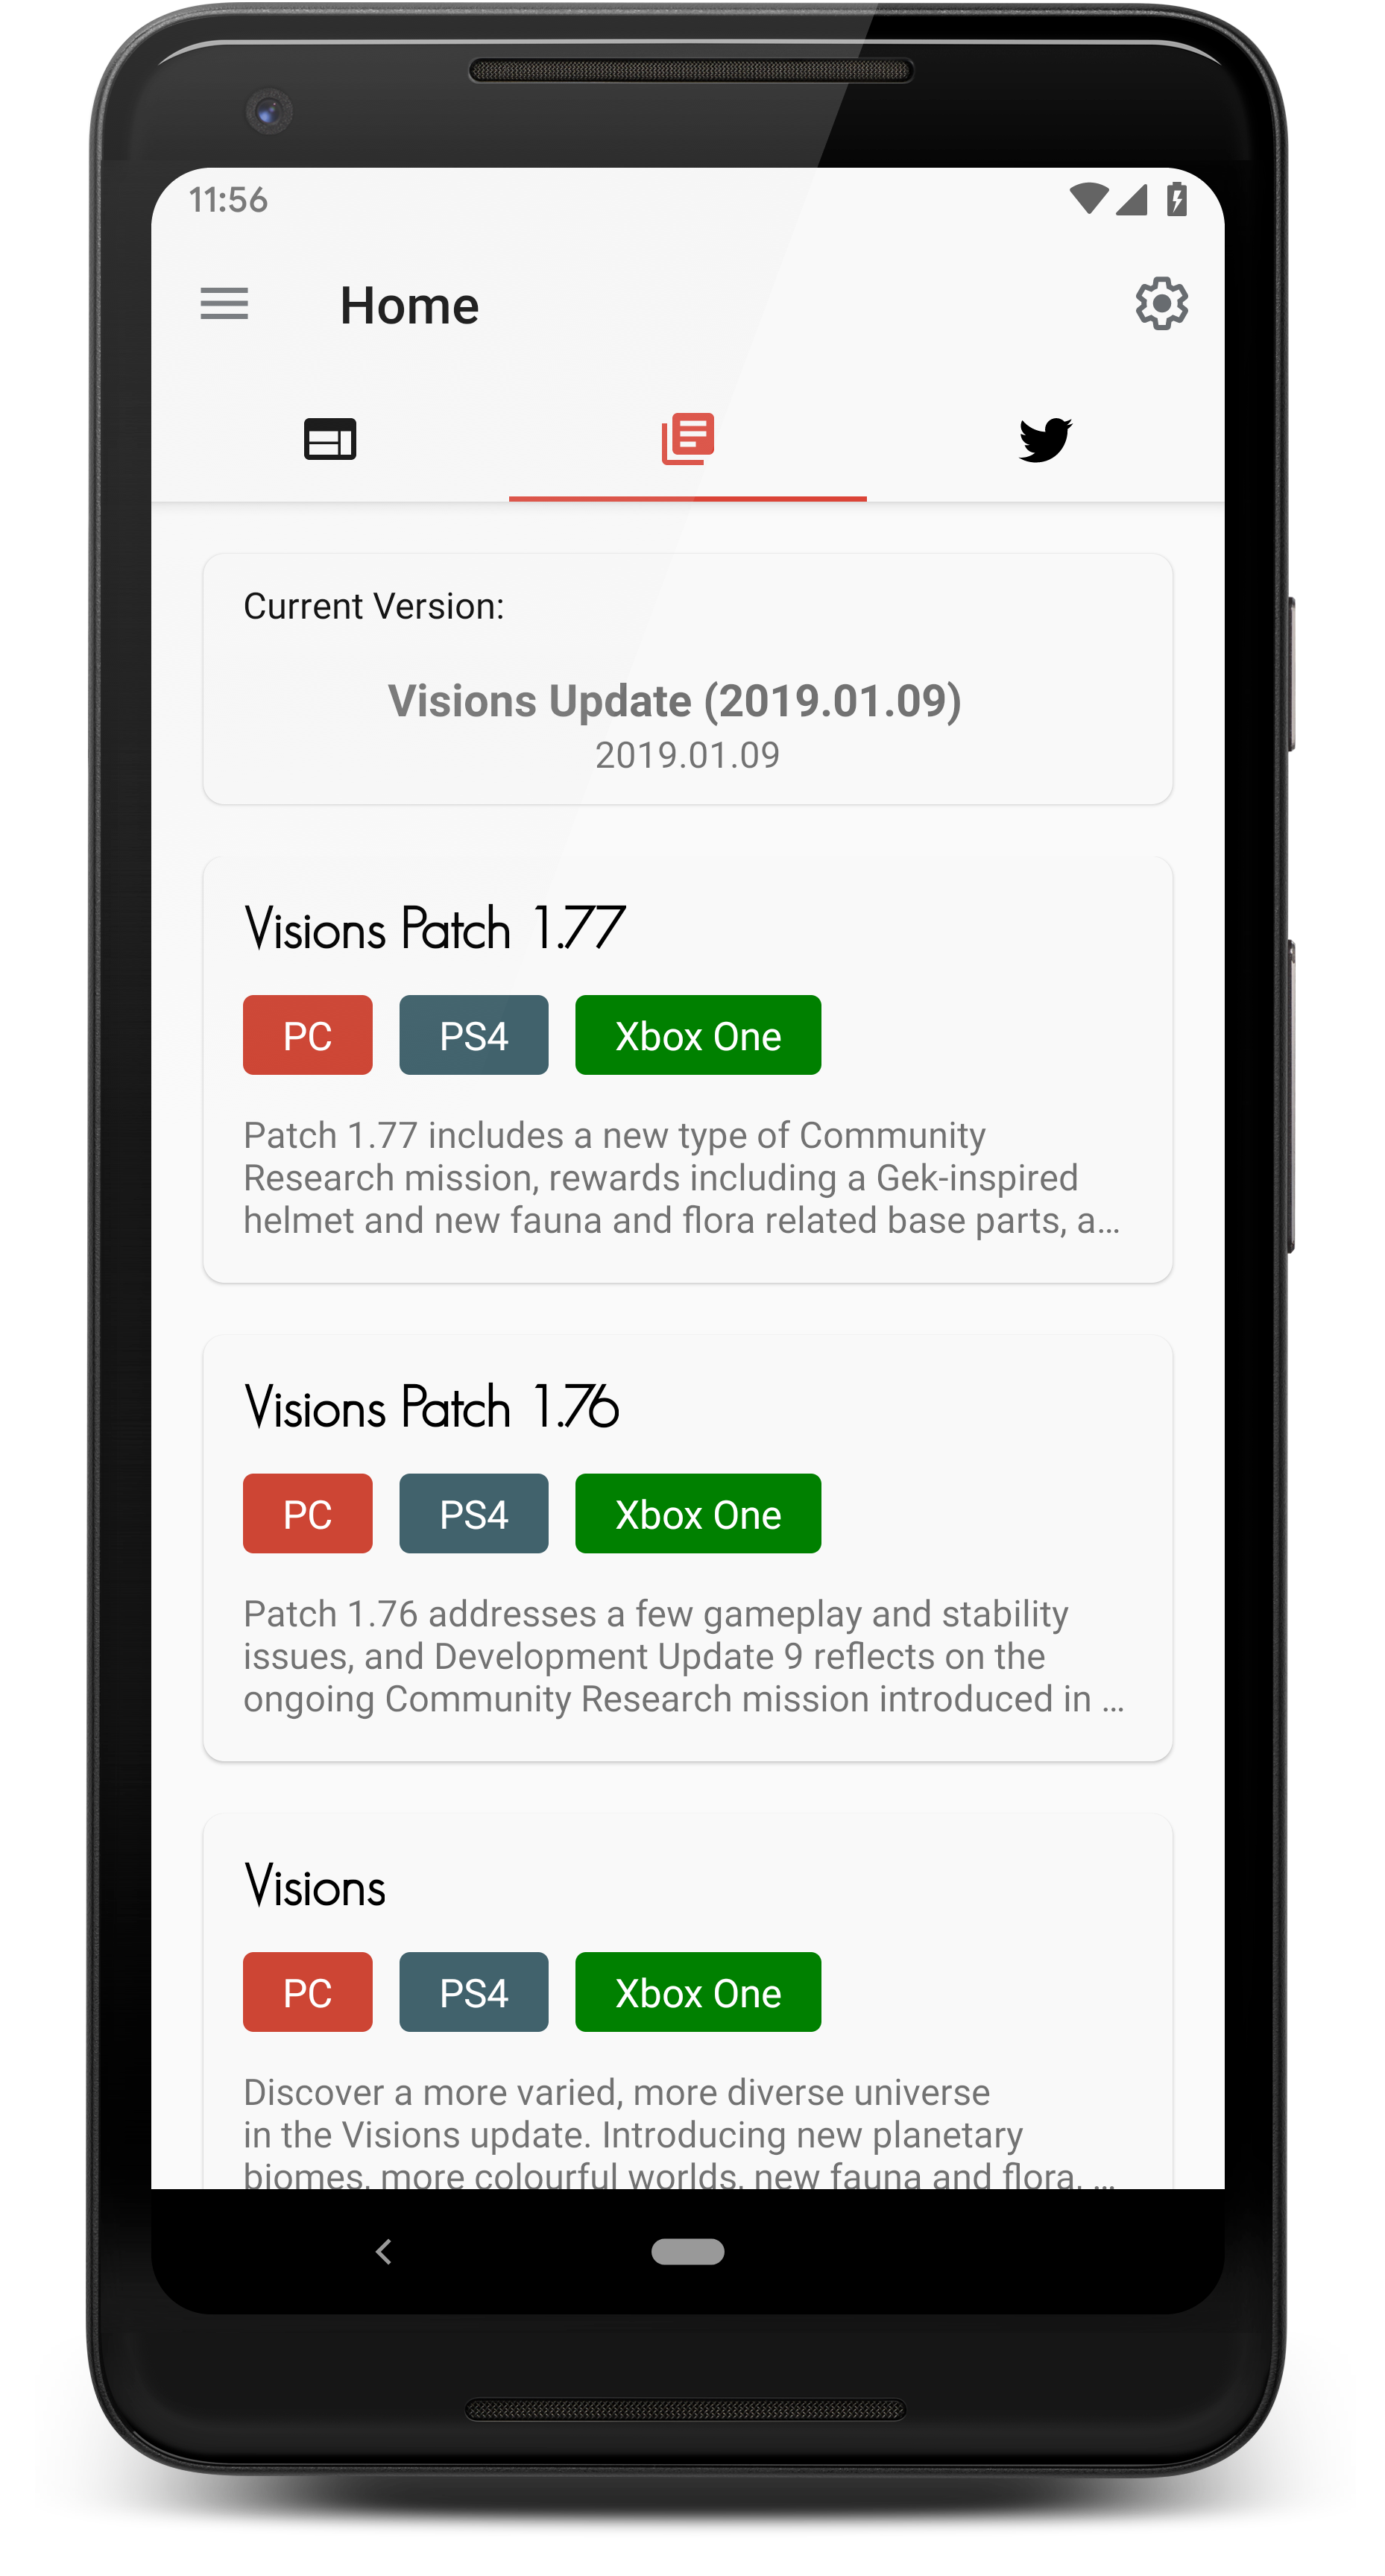 11:56
Home
Current Version:
Visions Update (2019.01.09)
2019.01.09
Visions Patch 1.77
PC PS4 Xbox One
Patch 1.77 includes a new type of Community
Research mission, rewards including a Gek-inspired
helmet and new fauna and flora related base parts, a…
Visions Patch 1.76
PC PS4 Xbox One
Patch 1.76 addresses a few gameplay and stability
issues, and Development Update 9 reflects on the
ongoing Community Research mission introduced in …
Visions
PC PS4 Xbox One
Discover a more varied, more diverse universe
in the Visions update. Introducing new planetary
biomes, more colourful worlds, new fauna and flora, …